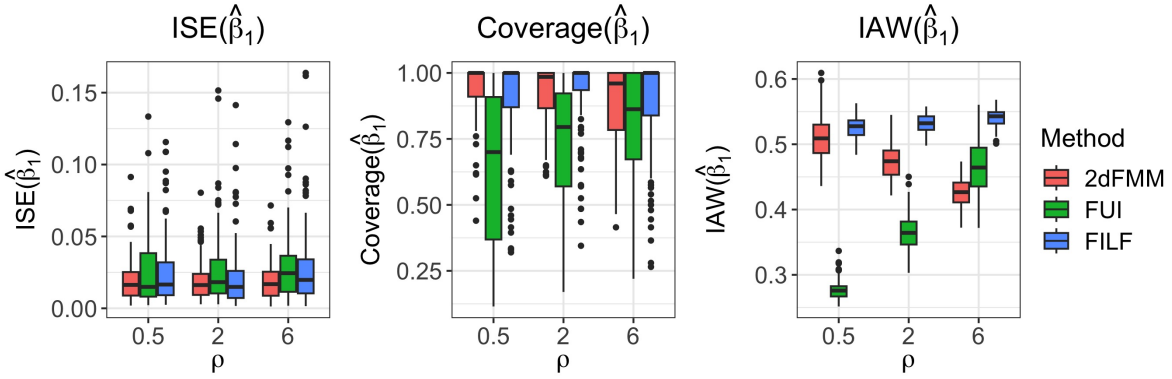 ISE(β̂₁)
ISE(β̂₁)
0.15
0.10
0.05
0.00
0.5 2 6
ρ
Coverage(β̂₁)
Coverage(β̂₁)
1.00
0.75
0.50
0.25
0.5 2 6
ρ
IAW(β̂₁)
IAW(β̂₁)
0.6
0.5
0.4
0.3
0.5 2 6
ρ
Method
2dFMM
FUI
FILF